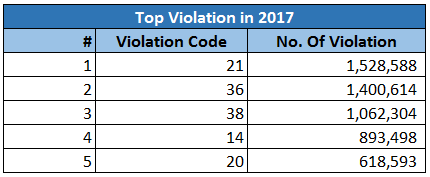 Top Violation in 2017
# Violation Code No. Of Violation
1 21 1,528,588
2 36 1,400,614
3 38 1,062,304
4 14 893,498
5 20 618,593